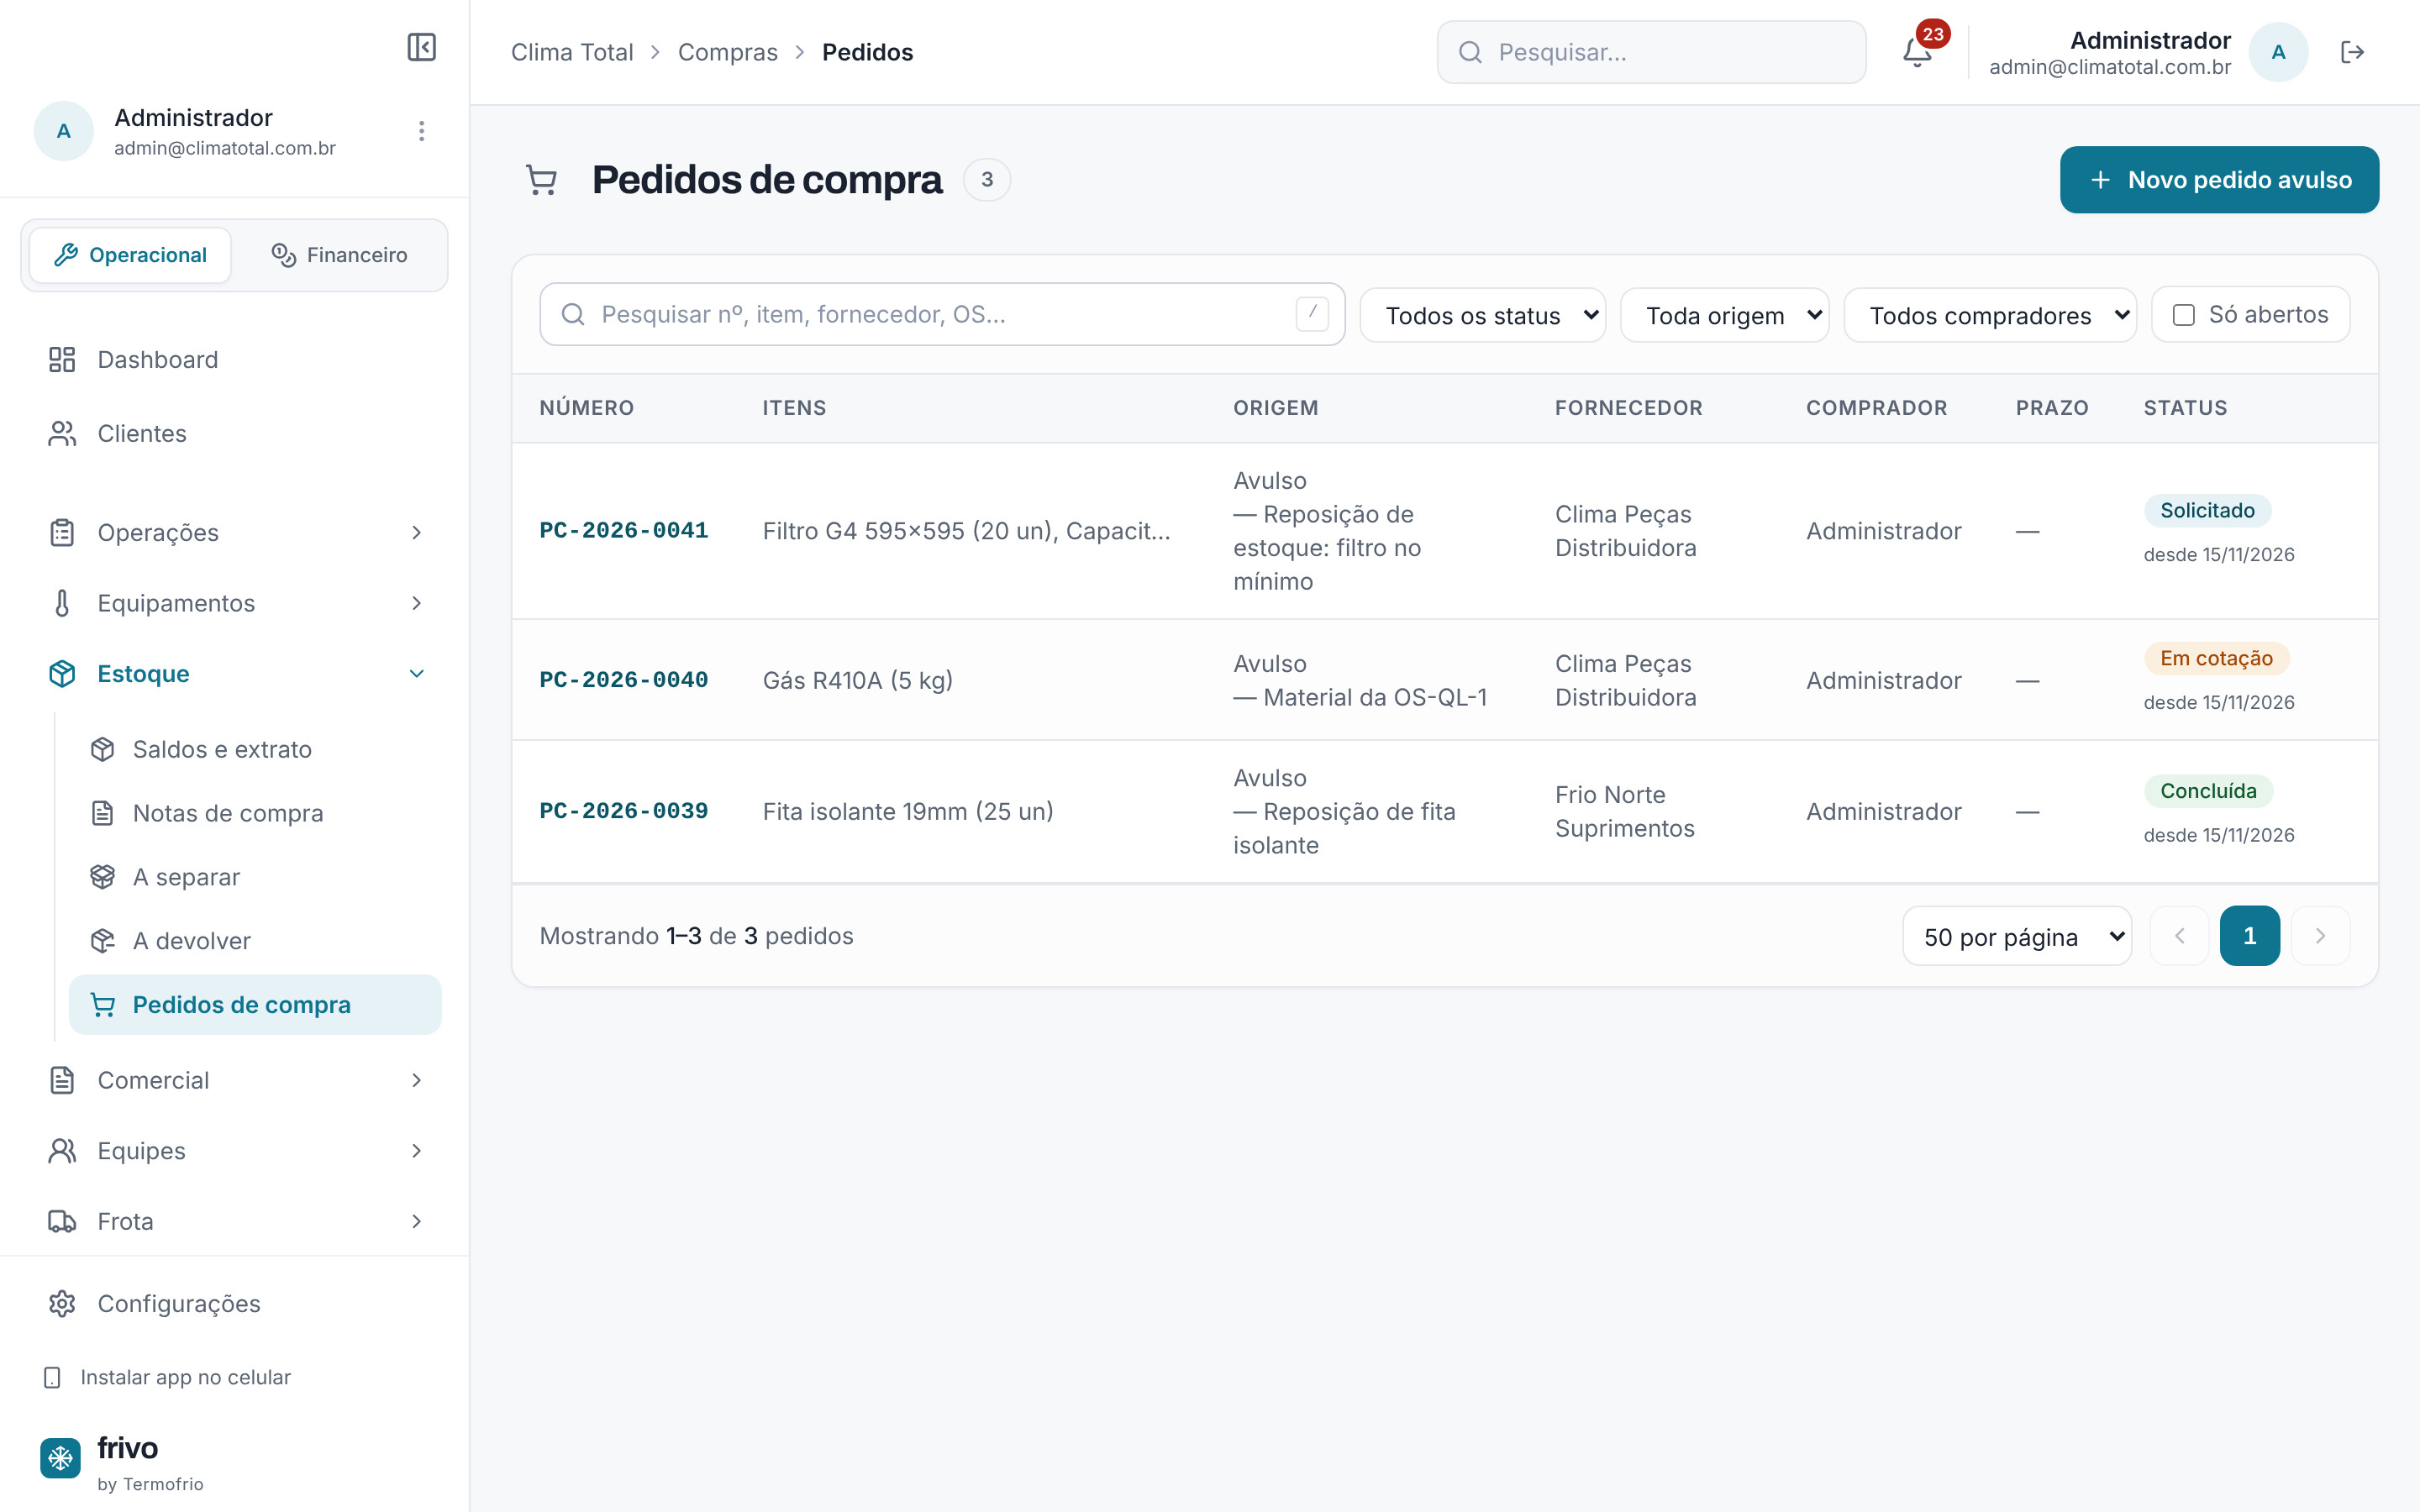 Clima Total > Compras > Pedidos
Pesquisar...
23
Administrador
admin@climatotal.com.br
A
A
Administrador
admin@climatotal.com.br
Operacional
Financeiro
Dashboard
Clientes
Operações
Equipamentos
Estoque
Saldos e extrato
Notas de compra
A separar
A devolver
Pedidos de compra
Comercial
Equipes
Frota
Configurações
Instalar app no celular
frivo
by Termofrio
Pedidos de compra 3
+ Novo pedido avulso
Pesquisar nº, item, fornecedor, OS... /
Todos os status
Toda origem
Todos compradores
Só abertos
NÚMERO ITENS ORIGEM FORNECEDOR COMPRADOR PRAZO STATUS
PC-2026-0041
Filtro G4 595×595 (20 un), Capacit...
Avulso
— Reposição de
estoque: filtro no
mínimo
Clima Peças
Distribuidora
Administrador
—
Solicitado
desde 15/11/2026
PC-2026-0040
Gás R410A (5 kg)
Avulso
— Material da OS-QL-1
Clima Peças
Distribuidora
Administrador
—
Em cotação
desde 15/11/2026
PC-2026-0039
Fita isolante 19mm (25 un)
Avulso
— Reposição de fita
isolante
Frio Norte
Suprimentos
Administrador
—
Concluída
desde 15/11/2026
Mostrando 1–3 de 3 pedidos
50 por página
1